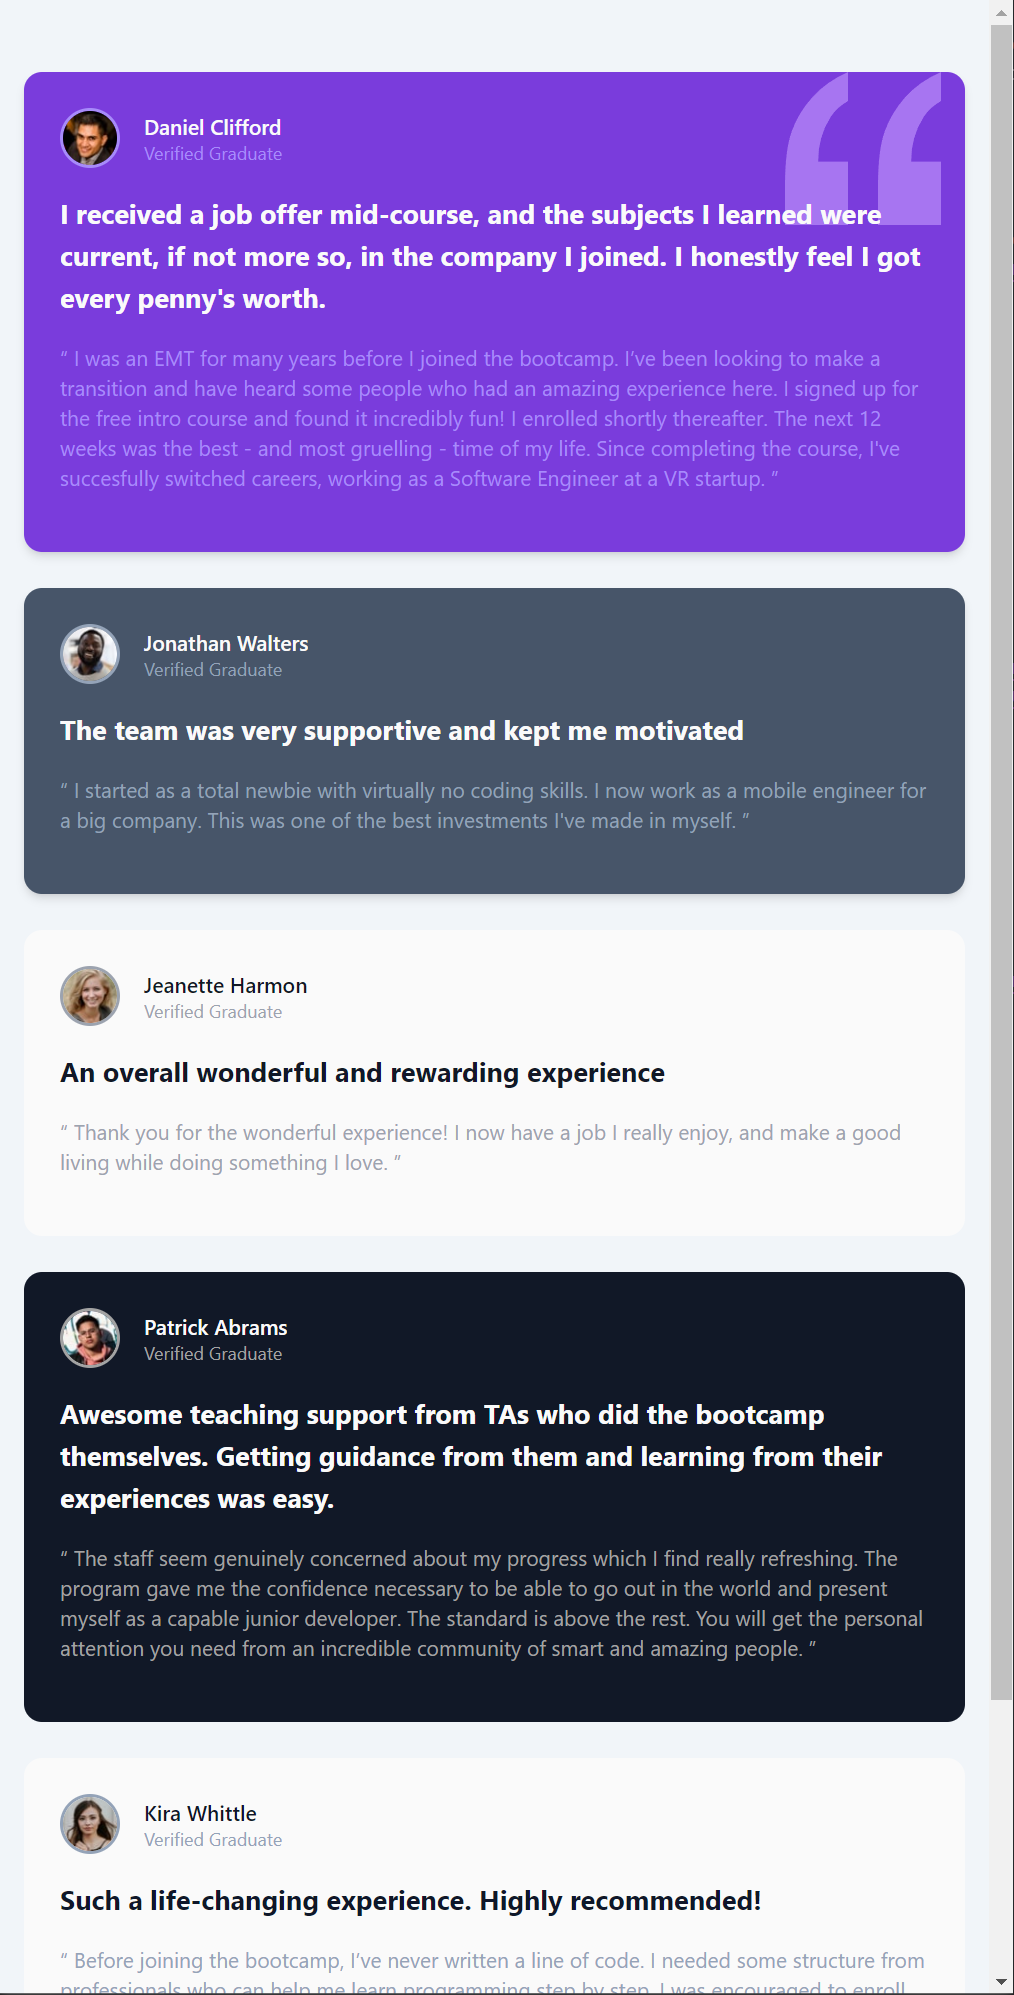 Daniel Clifford
Verified Graduate
I received a job offer mid-course, and the subjects I learned were
current, if not more so, in the company I joined. I honestly feel I got
every penny's worth.
“ I was an EMT for many years before I joined the bootcamp. I’ve been looking to make a
transition and have heard some people who had an amazing experience here. I signed up for
the free intro course and found it incredibly fun! I enrolled shortly thereafter. The next 12
weeks was the best - and most gruelling - time of my life. Since completing the course, I've
succesfully switched careers, working as a Software Engineer at a VR startup. ”
Jonathan Walters
Verified Graduate
The team was very supportive and kept me motivated
“ I started as a total newbie with virtually no coding skills. I now work as a mobile engineer for
a big company. This was one of the best investments I've made in myself. ”
Jeanette Harmon
Verified Graduate
An overall wonderful and rewarding experience
“ Thank you for the wonderful experience! I now have a job I really enjoy, and make a good
living while doing something I love. ”
Patrick Abrams
Verified Graduate
Awesome teaching support from TAs who did the bootcamp
themselves. Getting guidance from them and learning from their
experiences was easy.
“ The staff seem genuinely concerned about my progress which I find really refreshing. The
program gave me the confidence necessary to be able to go out in the world and present
myself as a capable junior developer. The standard is above the rest. You will get the personal
attention you need from an incredible community of smart and amazing people. ”
Kira Whittle
Verified Graduate
Such a life-changing experience. Highly recommended!
“ Before joining the bootcamp, I’ve never written a line of code. I needed some structure from
professionals who can help me learn programming step by step. I was encouraged to enroll